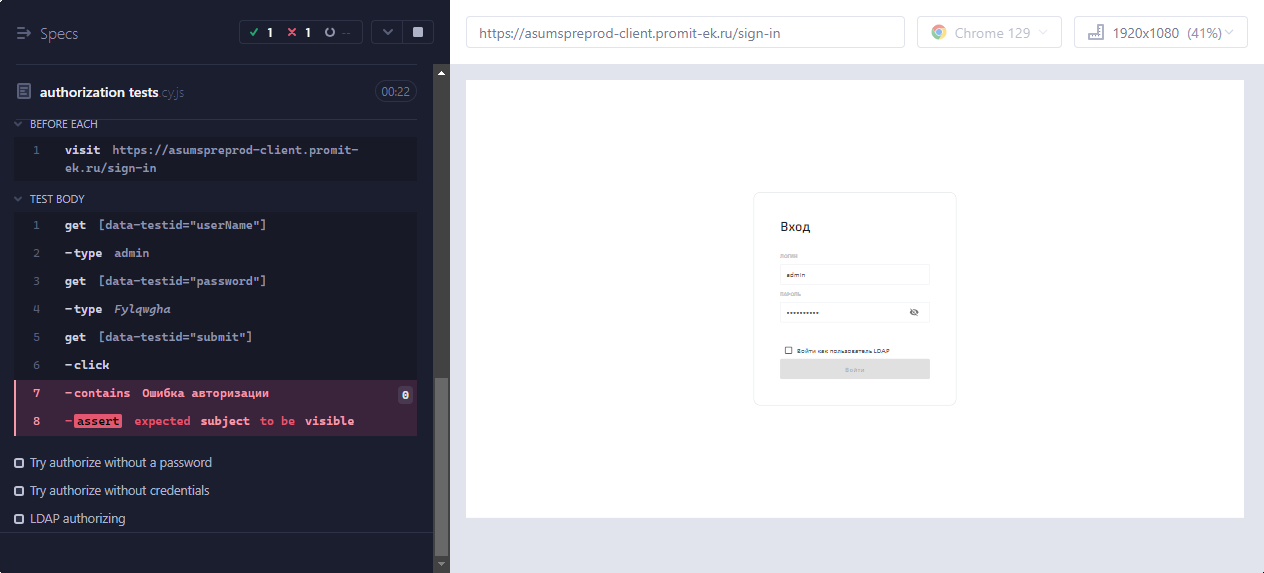 Specs
1 1 --
authorization tests.cy.js
00:22
BEFORE EACH
1 visit https://asumspreprod-client.promit-
ek.ru/sign-in
TEST BODY
1 get [data-testid="userName"]
2 -type admin
3 get [data-testid="password"]
4 -type Fylqwgha
5 get [data-testid="submit"]
6 -click
7 -contains Ошибка авторизации 0
8 -assert expected subject to be visible
Try authorize without a password
Try authorize without credentials
LDAP authorizing
https://asumspreprod-client.promit-ek.ru/sign-in
Chrome 129
1920x1080 (41%)
Вход
логин
admin
пароль
Войти как пользователь LDAP
Войти